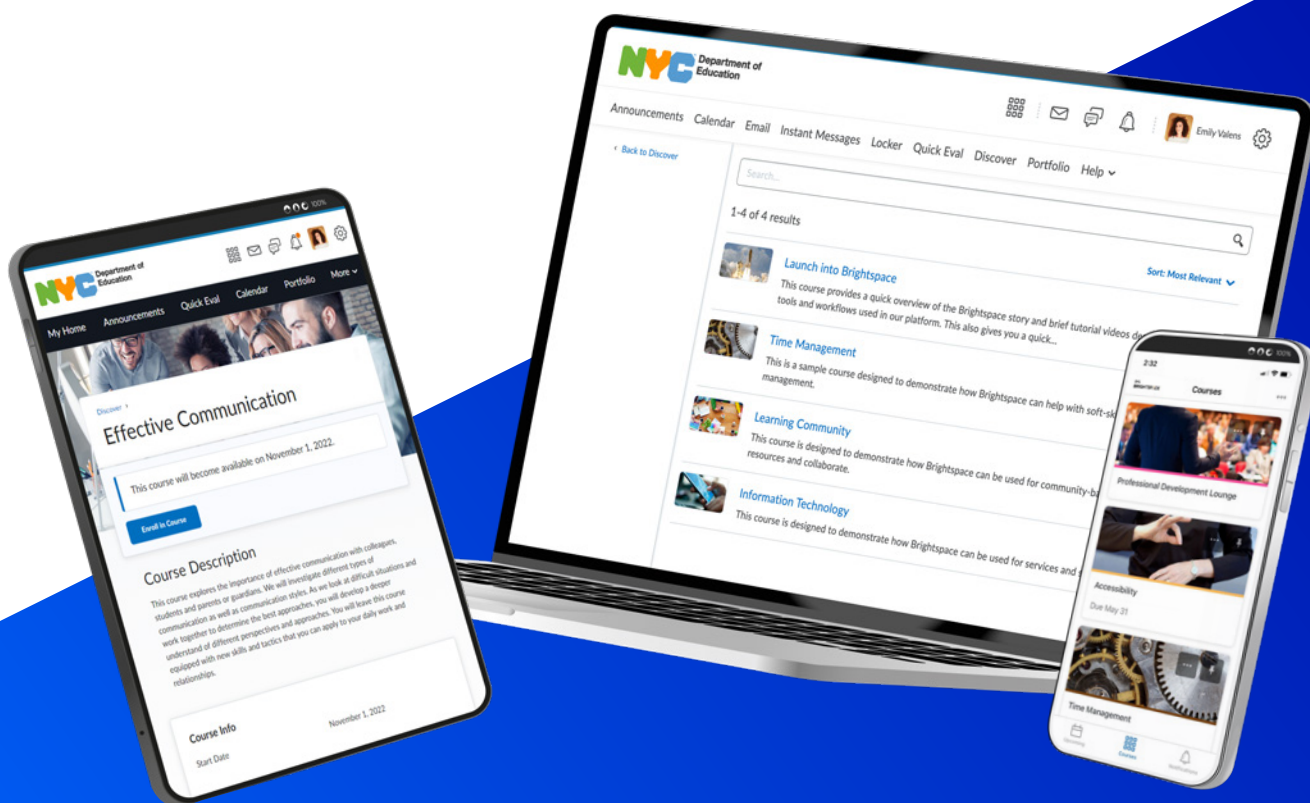 NYC Department of
Education
Announcements Calendar Email Instant Messages Locker Quick Eval Discover Portfolio Help
Emily Valens
Back to Discover
Search...
1-4 of 4 results
Sort: Most Relevant
Launch into Brightspace
This course provides a quick overview of the Brightspace story and brief tutorial videos
tools and workflows used in our platform. This also gives you a quick...
Time Management
This is a sample course designed to demonstrate how Brightspace can help with
management.
Learning Community
This course is designed to demonstrate how Brightspace can be used for
resources and collaborate.
Information Technology
This course is designed to demonstrate how Brightspace can be used for services and
100%
NYC Department of
Education
My Home Announcements Quick Eval Calendar Portfolio More
Discover
Effective Communication
This course will become available on November 1, 2022.
Enroll in Course
Course Description
This course explores the importance of effective communication with colleagues,
students and parents or guardians. We will investigate different types of
communication as well as communication styles. As we look at difficult situations and
work together to determine the best approaches, you will develop a deeper
understand of different perspectives and approaches. You will leave this course
equipped with new skills and tactics that you can apply to your daily work and
relationships.
Course Info
Start Date November 1, 2022
100%
2:32
Courses
Professional Development Lounge
Accessibility
Due May 31
Time Management
Upcoming Courses Notifications